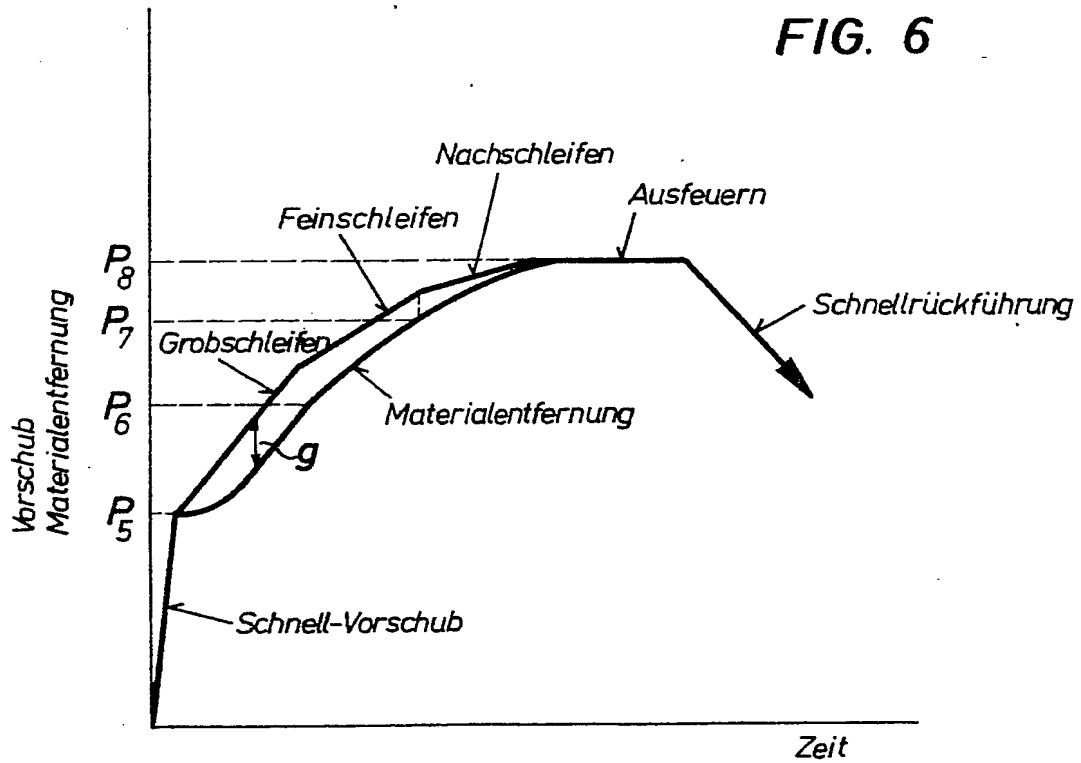 FIG. 6
Nachschleifen
Ausfeuern
Feinschleifen
P8
Schnellrückführung
P7
Grobschleifen
P6
Materialentfernung
g
P5
Vorschub
Materialentfernung
Schnell-Vorschub
Zeit